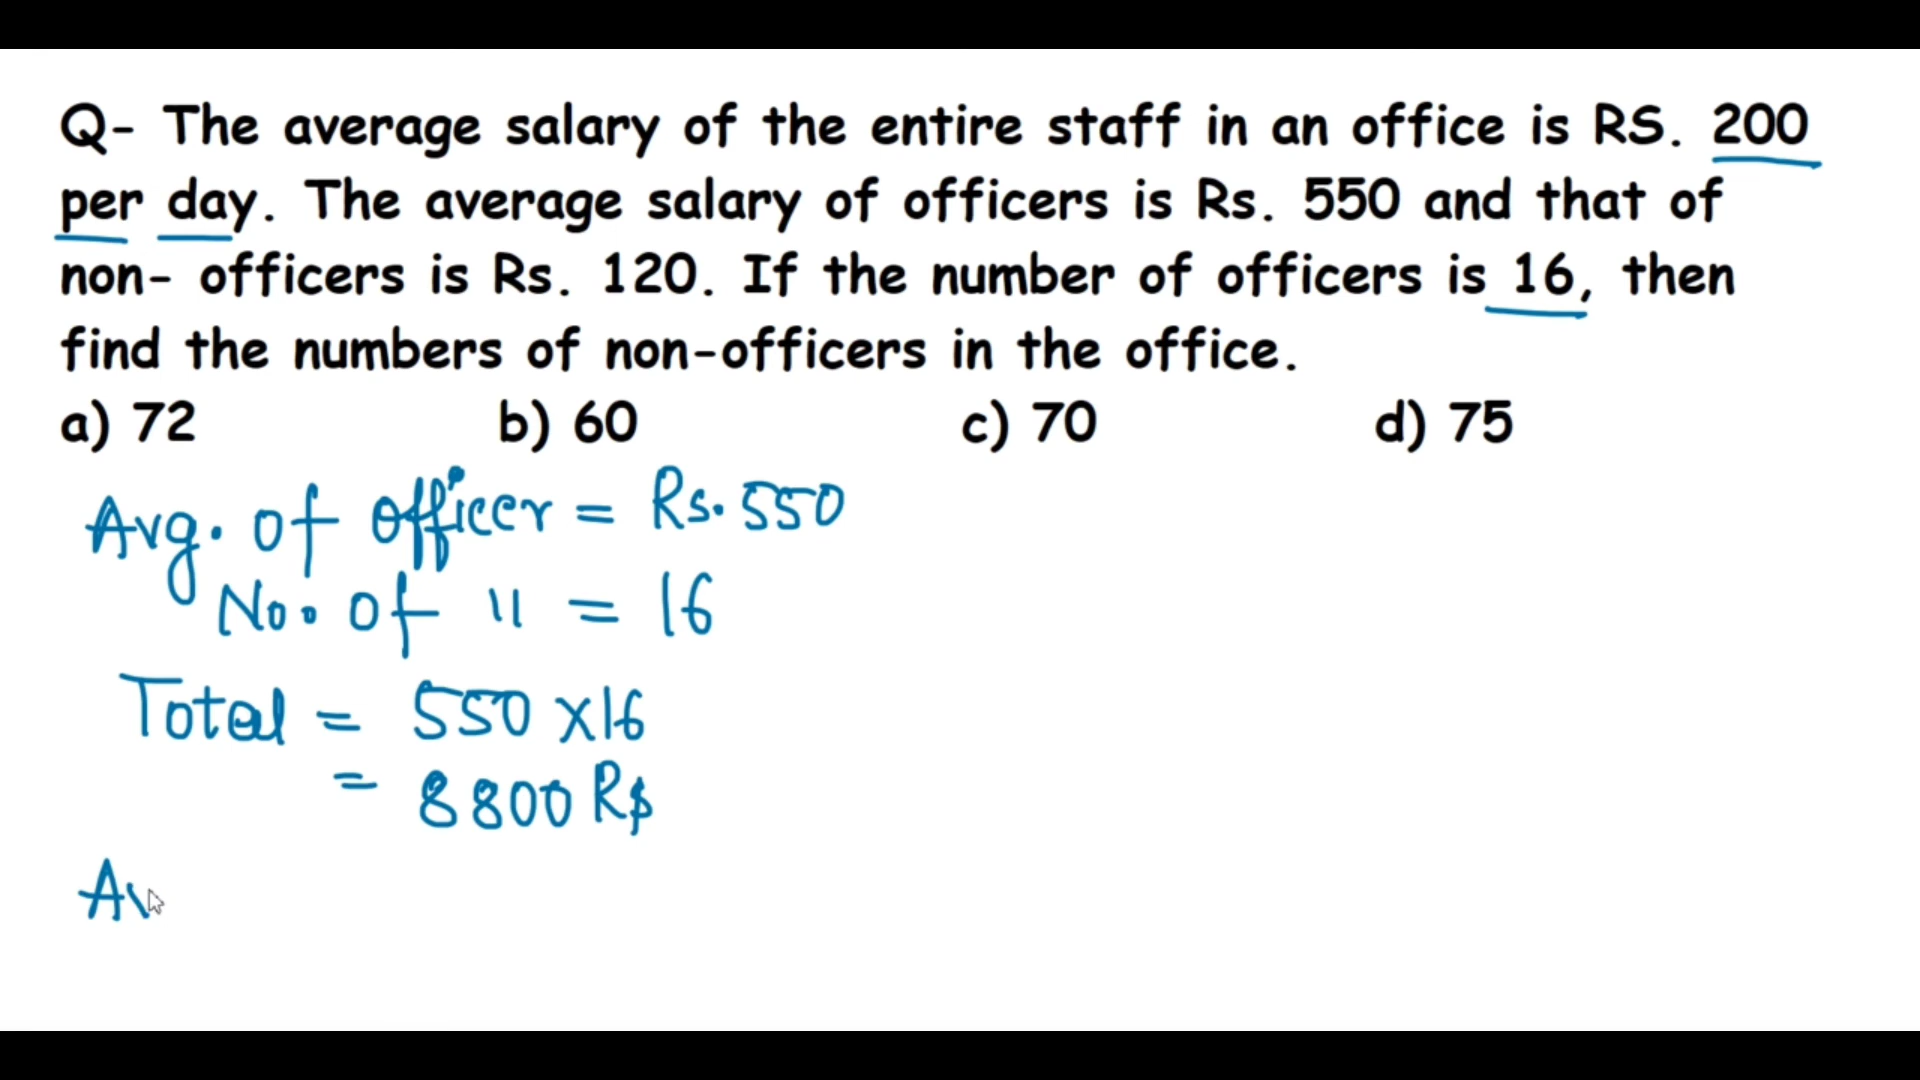 Q- The average salary of the entire staff in an office is RS. 200
per day. The average salary of officers is Rs. 550 and that of
non- officers is Rs. 120. If the number of officers is 16, then
find the numbers of non-officers in the office.
a) 72 b) 60 c) 70 d) 75
Avg. of officer = Rs. 550
No. of 11 = 16
Total = 550 x 16
= 8800 Rs
Av